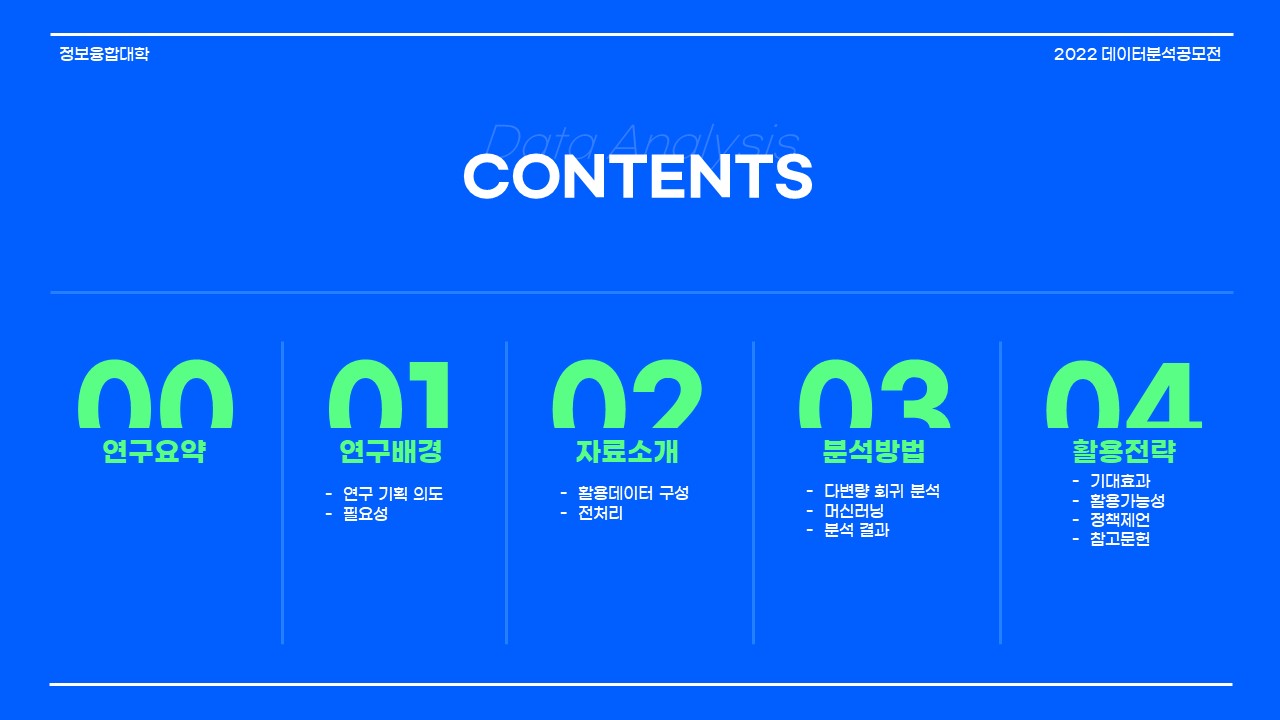 정보융합대학
2022 데이터분석공모전
Data Analysis
CONTENTS
00
연구요약
01
연구배경
- 연구 기획 의도
- 필요성
02
자료소개
- 활용데이터 구성
- 전처리
03
분석방법
- 다변량 회귀 분석
- 머신러닝
- 분석 결과
04
활용전략
- 기대효과
- 활용가능성
- 정책제언
- 참고문헌